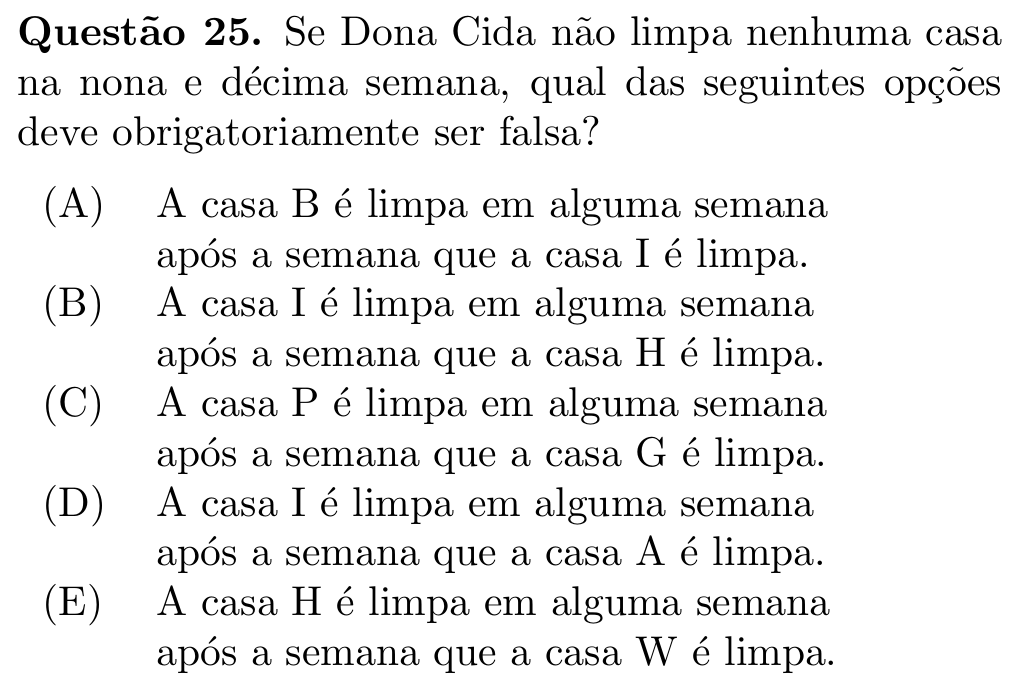 Questão 25. Se Dona Cida não limpa nenhuma casa
na nona e décima semana, qual das seguintes opções
deve obrigatoriamente ser falsa?
(A) A casa B é limpa em alguma semana
após a semana que a casa I é limpa.
(B) A casa I é limpa em alguma semana
após a semana que a casa H é limpa.
(C) A casa P é limpa em alguma semana
após a semana que a casa G é limpa.
(D) A casa I é limpa em alguma semana
após a semana que a casa A é limpa.
(E) A casa H é limpa em alguma semana
após a semana que a casa W é limpa.